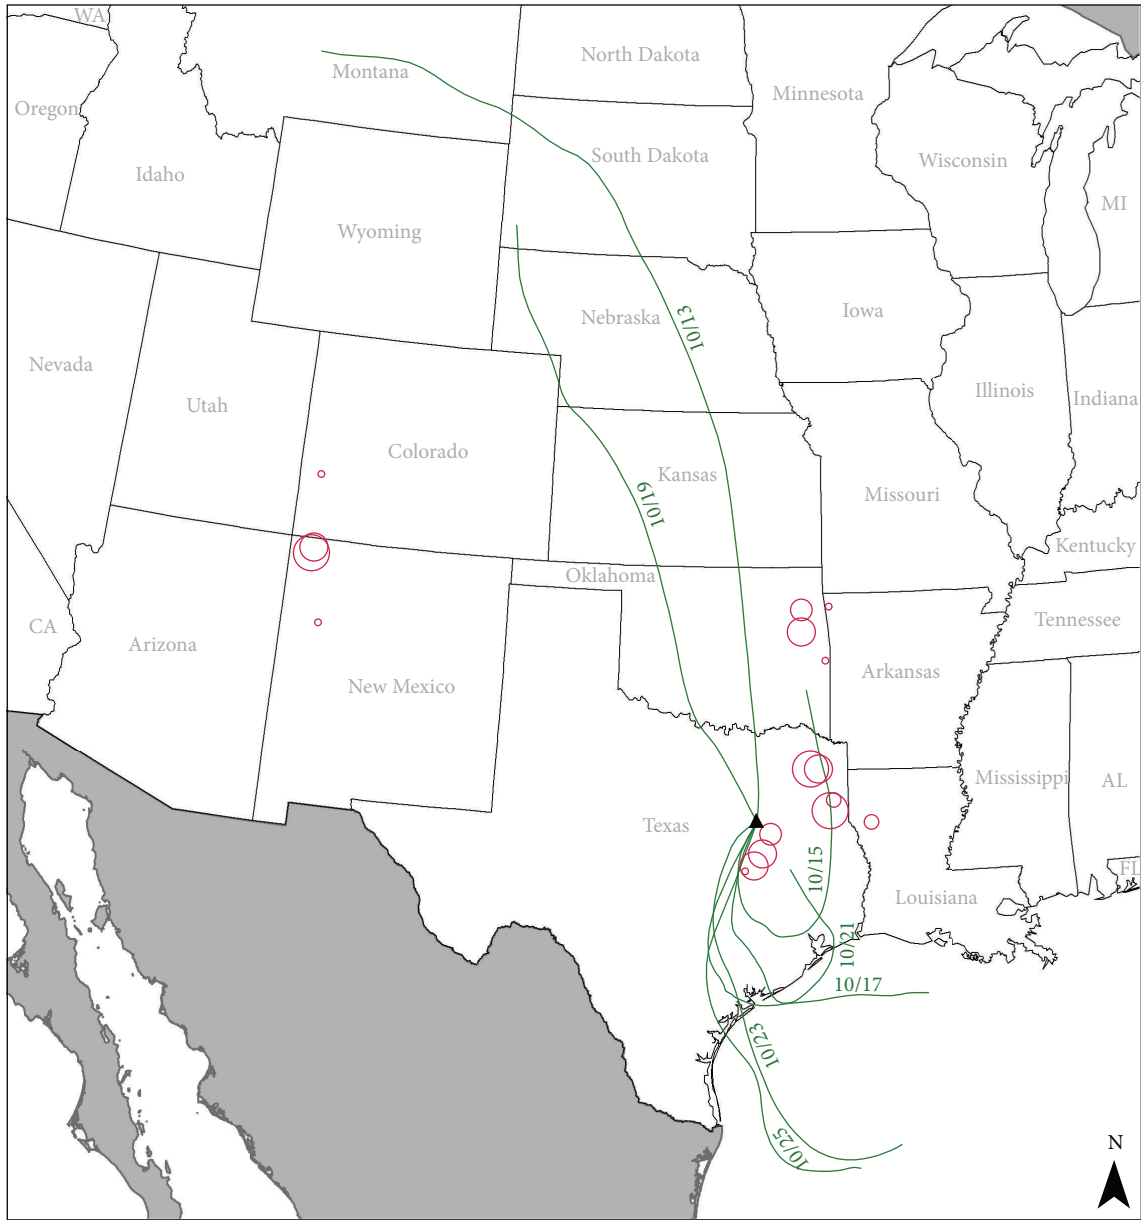 WA
Montana
North Dakota
Minnesota
Oregon
Idaho
South Dakota
Wisconsin
MI
Wyoming
Nebraska
10/13
Iowa
Nevada
Utah
Colorado
Illinois
Indiana
Kansas
10/19
Missouri
Kentucky
Oklahoma
CA
Arizona
New Mexico
Arkansas
Tennessee
Texas
Mississippi
AL
10/15
FL
Louisiana
10/21
10/17
10/23
10/25
N